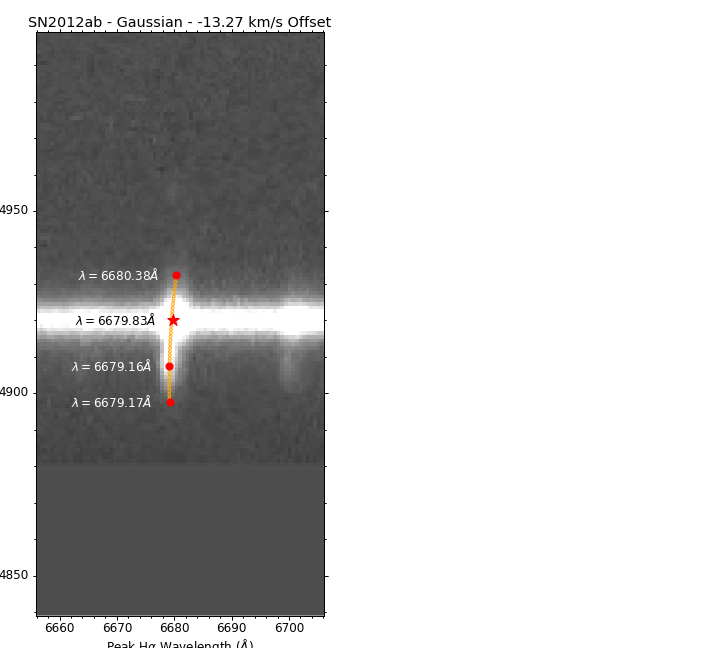 SN2012ab - Gaussian - -13.27 km/s Offset
4950
λ = 6680.38Å
λ = 6679.83Å
λ = 6679.16Å
4900
λ = 6679.17Å
4850
6660 6670 6680 6690 6700
Peak Hα Wavelength (Å)